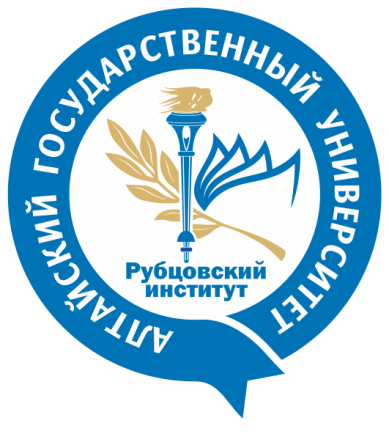 АЛТАЙСКИЙ ГОСУДАРСТВЕННЫЙ УНИВЕРСИТЕТ
Рубцовский
институт